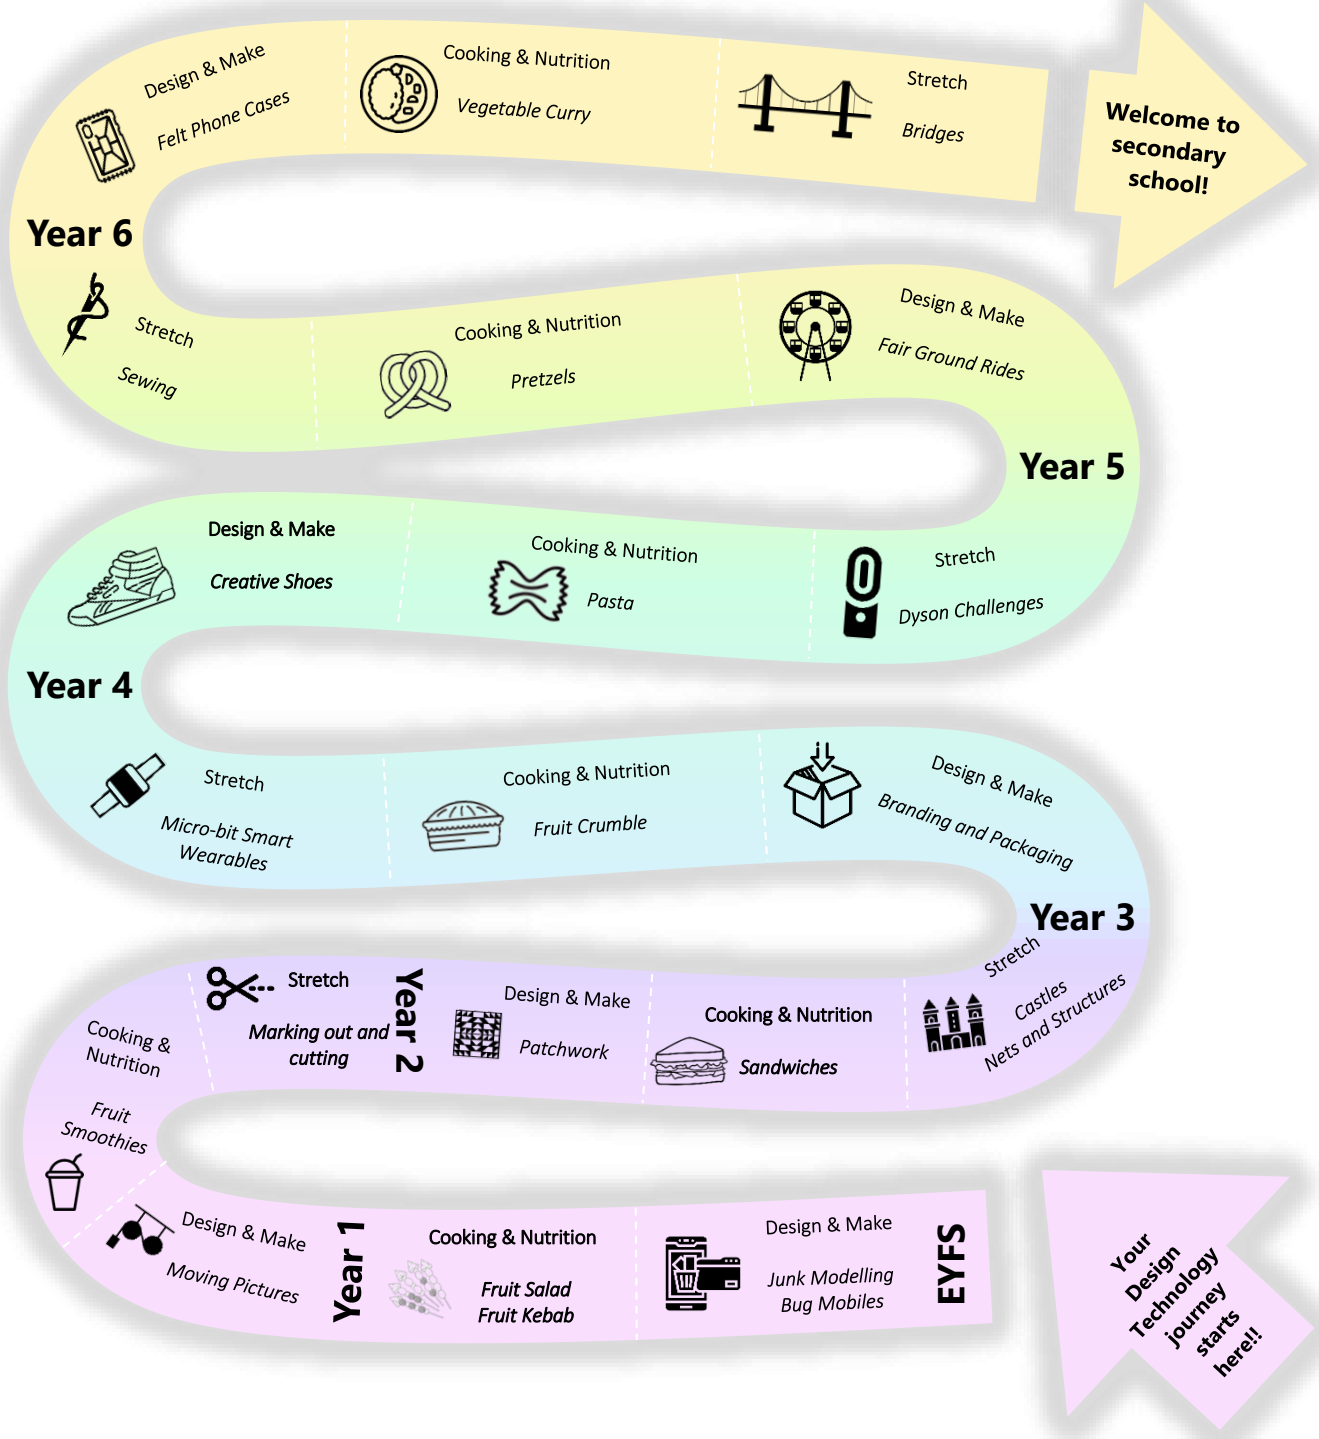 Design & Make
Felt Phone Cases
Cooking & Nutrition
Vegetable Curry
Stretch
Bridges
Welcome to
secondary
school!
Year 6
Stretch
Sewing
Cooking & Nutrition
Pretzels
Design & Make
Fair Ground Rides
Year 5
Design & Make
Creative Shoes
Cooking & Nutrition
Pasta
Stretch
Dyson Challenges
Year 4
Stretch
Micro-bit Smart
Wearables
Cooking & Nutrition
Fruit Crumble
Design & Make
Branding and Packaging
Year 3
Cooking &
Nutrition
Fruit
Smoothies
Stretch
Marking out and
cutting
Year 2
Design & Make
Patchwork
Cooking & Nutrition
Sandwiches
Stretch
Castles
Nets and Structures
Design & Make
Moving Pictures
Year 1
Cooking & Nutrition
Fruit Salad
Fruit Kebab
Design & Make
Junk Modelling
Bug Mobiles
EYFS
Your
Design
Technology
journey
starts
here!!